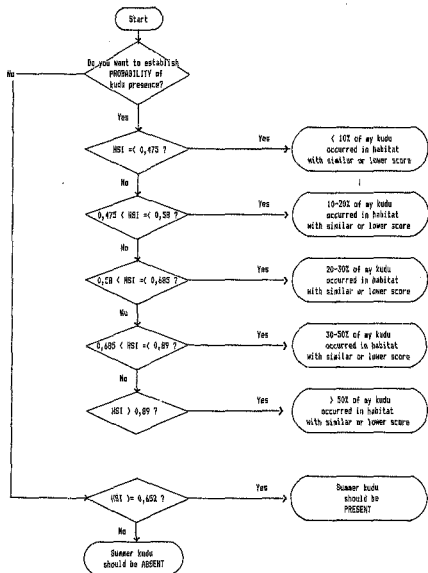 Start
Do you want to establish
PROBABILITY of
kudu presence?
No
Yes
HSI =< 0,475 ?
Yes
< 10% of my kudu
occurred in habitat
with similar or lower score
No
0,475 < HSI =< 0,58 ?
Yes
10-20% of my kudu
occurred in habitat
with similar or lower score
No
0,58 < HSI =< 0,685 ?
Yes
20-30% of my kudu
occurred in habitat
with similar or lower score
No
0,685 < HSI =< 0,89 ?
Yes
30-50% of my kudu
occurred in habitat
with similar or lower score
No
HSI > 0,89 ?
Yes
> 50% of my kudu
occurred in habitat
with similar or lower score
HSI >= 0,652 ?
Yes
Summer kudu
should be
PRESENT
No
Summer kudu
should be ABSENT